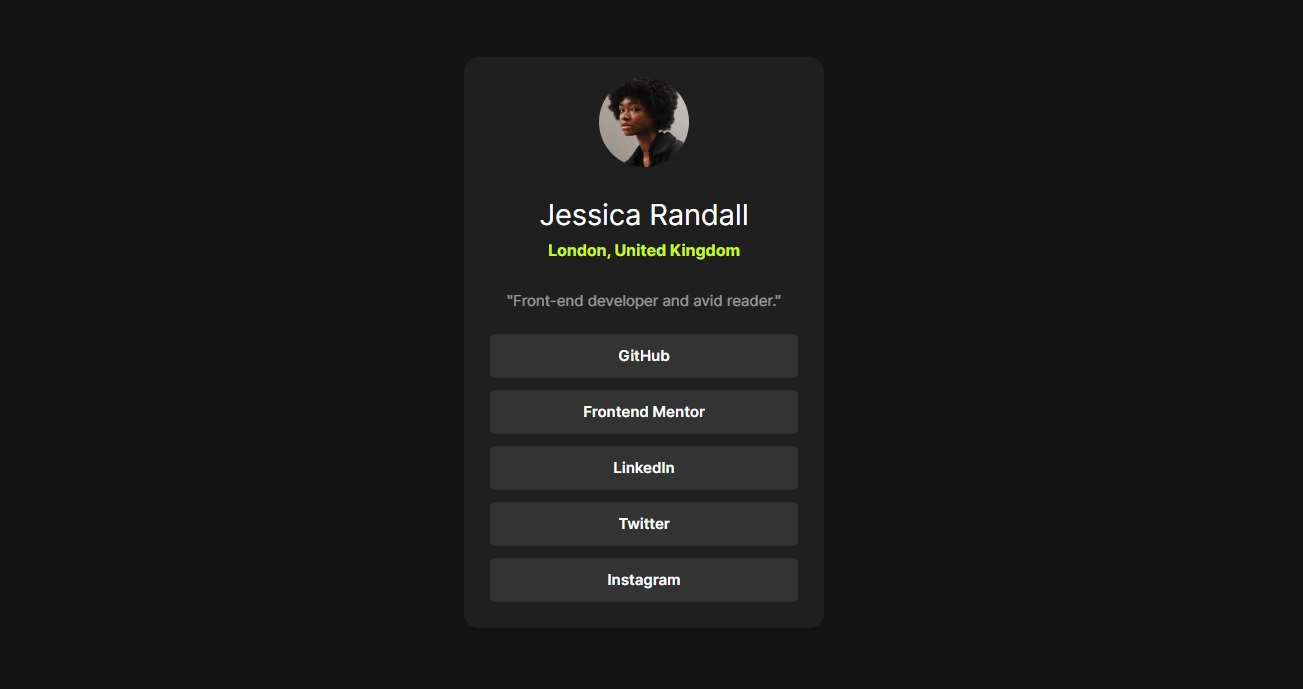 Jessica Randall
London, United Kingdom
"Front-end developer and avid reader."
GitHub
Frontend Mentor
LinkedIn
Twitter
Instagram